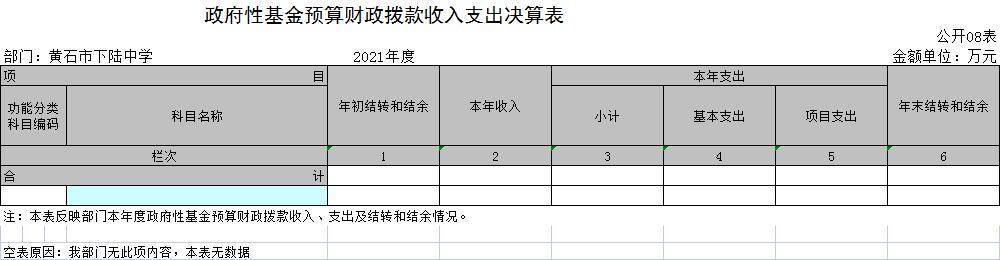 政府性基金预算财政拨款收入支出决算表
公开08表
部门：黄石市下陆中学 2021年度 金额单位：万元
项 目 年初结转和结余 本年收入 本年支出 年末结转和结余
功能分类科目编码 科目名称 小计 基本支出 项目支出
栏次 1 2 3 4 5 6
合 计
注：本表反映部门本年度政府性基金预算财政拨款收入、支出及结转和结余情况。
空表原因：我部门无此项内容，本表无数据